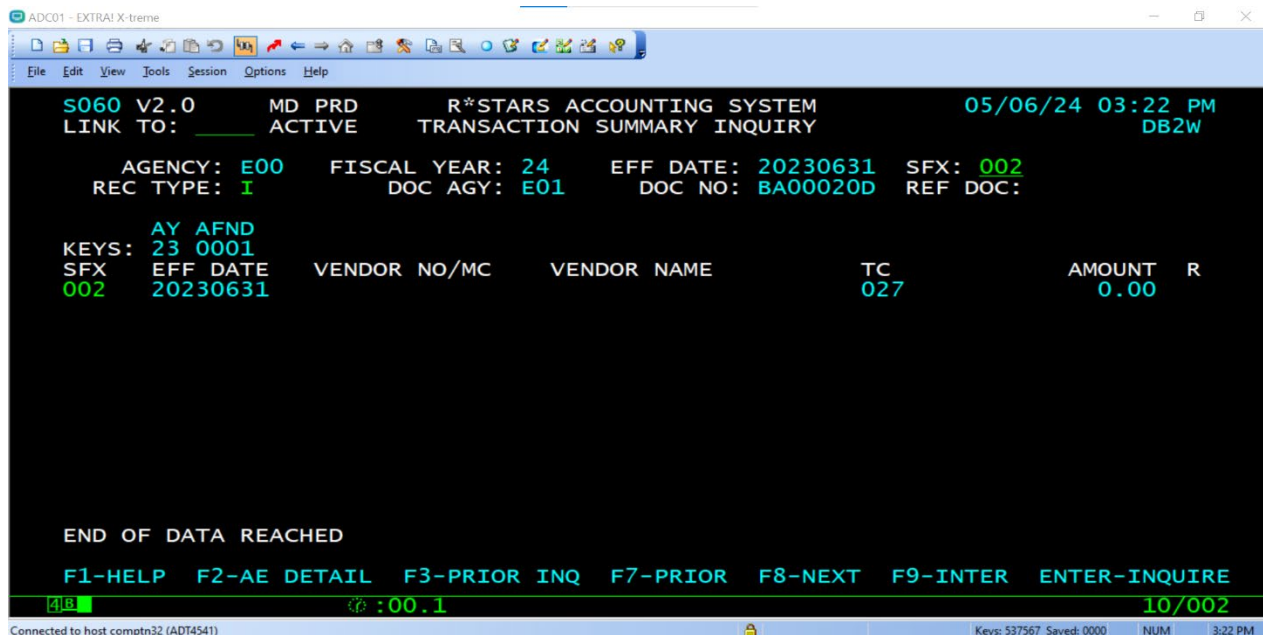 ADC01 - EXTRA! X-treme
File Edit View Tools Session Options Help
S060 V2.0 MD PRD R*STARS ACCOUNTING SYSTEM 05/06/24 03:22 PM
LINK TO: _____ ACTIVE TRANSACTION SUMMARY INQUIRY DB2W
AGENCY: E00 FISCAL YEAR: 24 EFF DATE: 20230631 SFX: 002
REC TYPE: I DOC AGY: E01 DOC NO: BA00020D REF DOC:
AY AFND
KEYS: 23 0001
SFX EFF DATE VENDOR NO/MC VENDOR NAME TC AMOUNT R
002 20230631 027 0.00
END OF DATA REACHED
F1-HELP F2-AE DETAIL F3-PRIOR INQ F7-PRIOR F8-NEXT F9-INTER ENTER-INQUIRE
4B :00.1 10/002
Connected to host comptn32 (ADT4541) Keys: 537567 Saved: 0000 NUM 3:22 PM